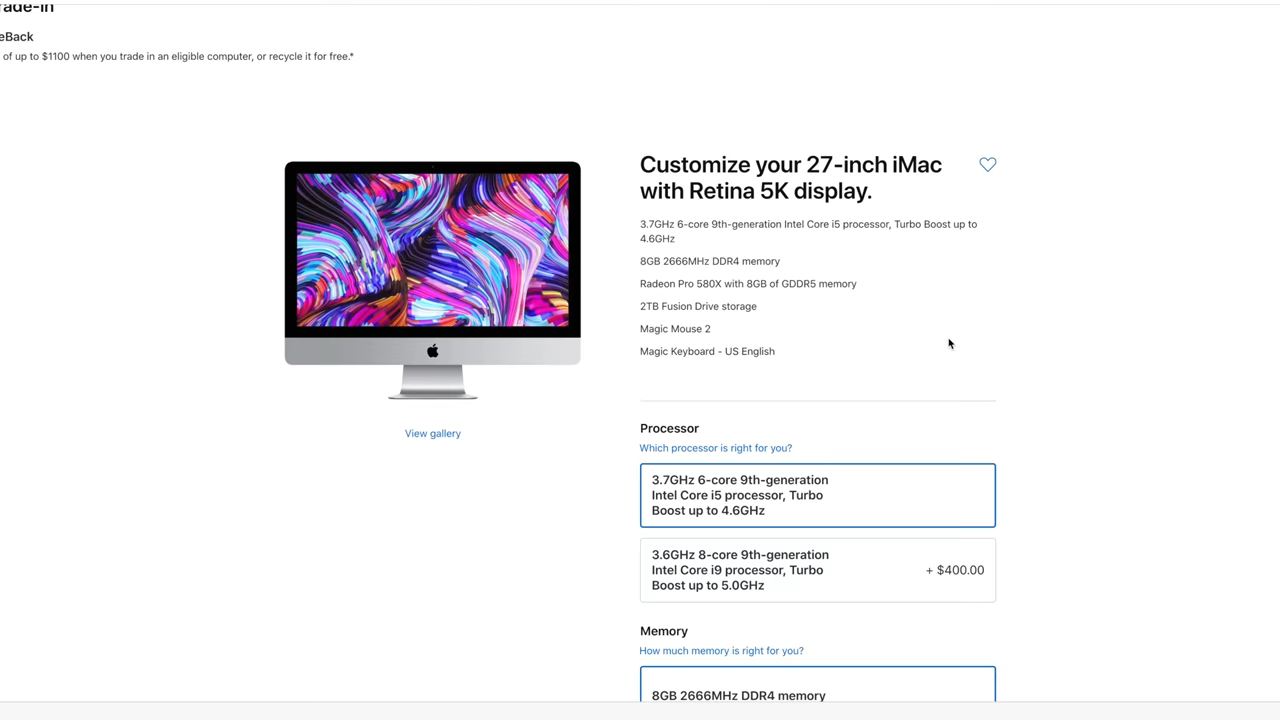 rade-in
eBack
of up to $1100 when you trade in an eligible computer, or recycle it for free.*
Customize your 27-inch iMac
with Retina 5K display.
3.7GHz 6-core 9th-generation Intel Core i5 processor, Turbo Boost up to
4.6GHz
8GB 2666MHz DDR4 memory
Radeon Pro 580X with 8GB of GDDR5 memory
2TB Fusion Drive storage
Magic Mouse 2
Magic Keyboard - US English
View gallery
Processor
Which processor is right for you?
3.7GHz 6-core 9th-generation
Intel Core i5 processor, Turbo
Boost up to 4.6GHz
3.6GHz 8-core 9th-generation
Intel Core i9 processor, Turbo
Boost up to 5.0GHz
+ $400.00
Memory
How much memory is right for you?
8GB 2666MHz DDR4 memory